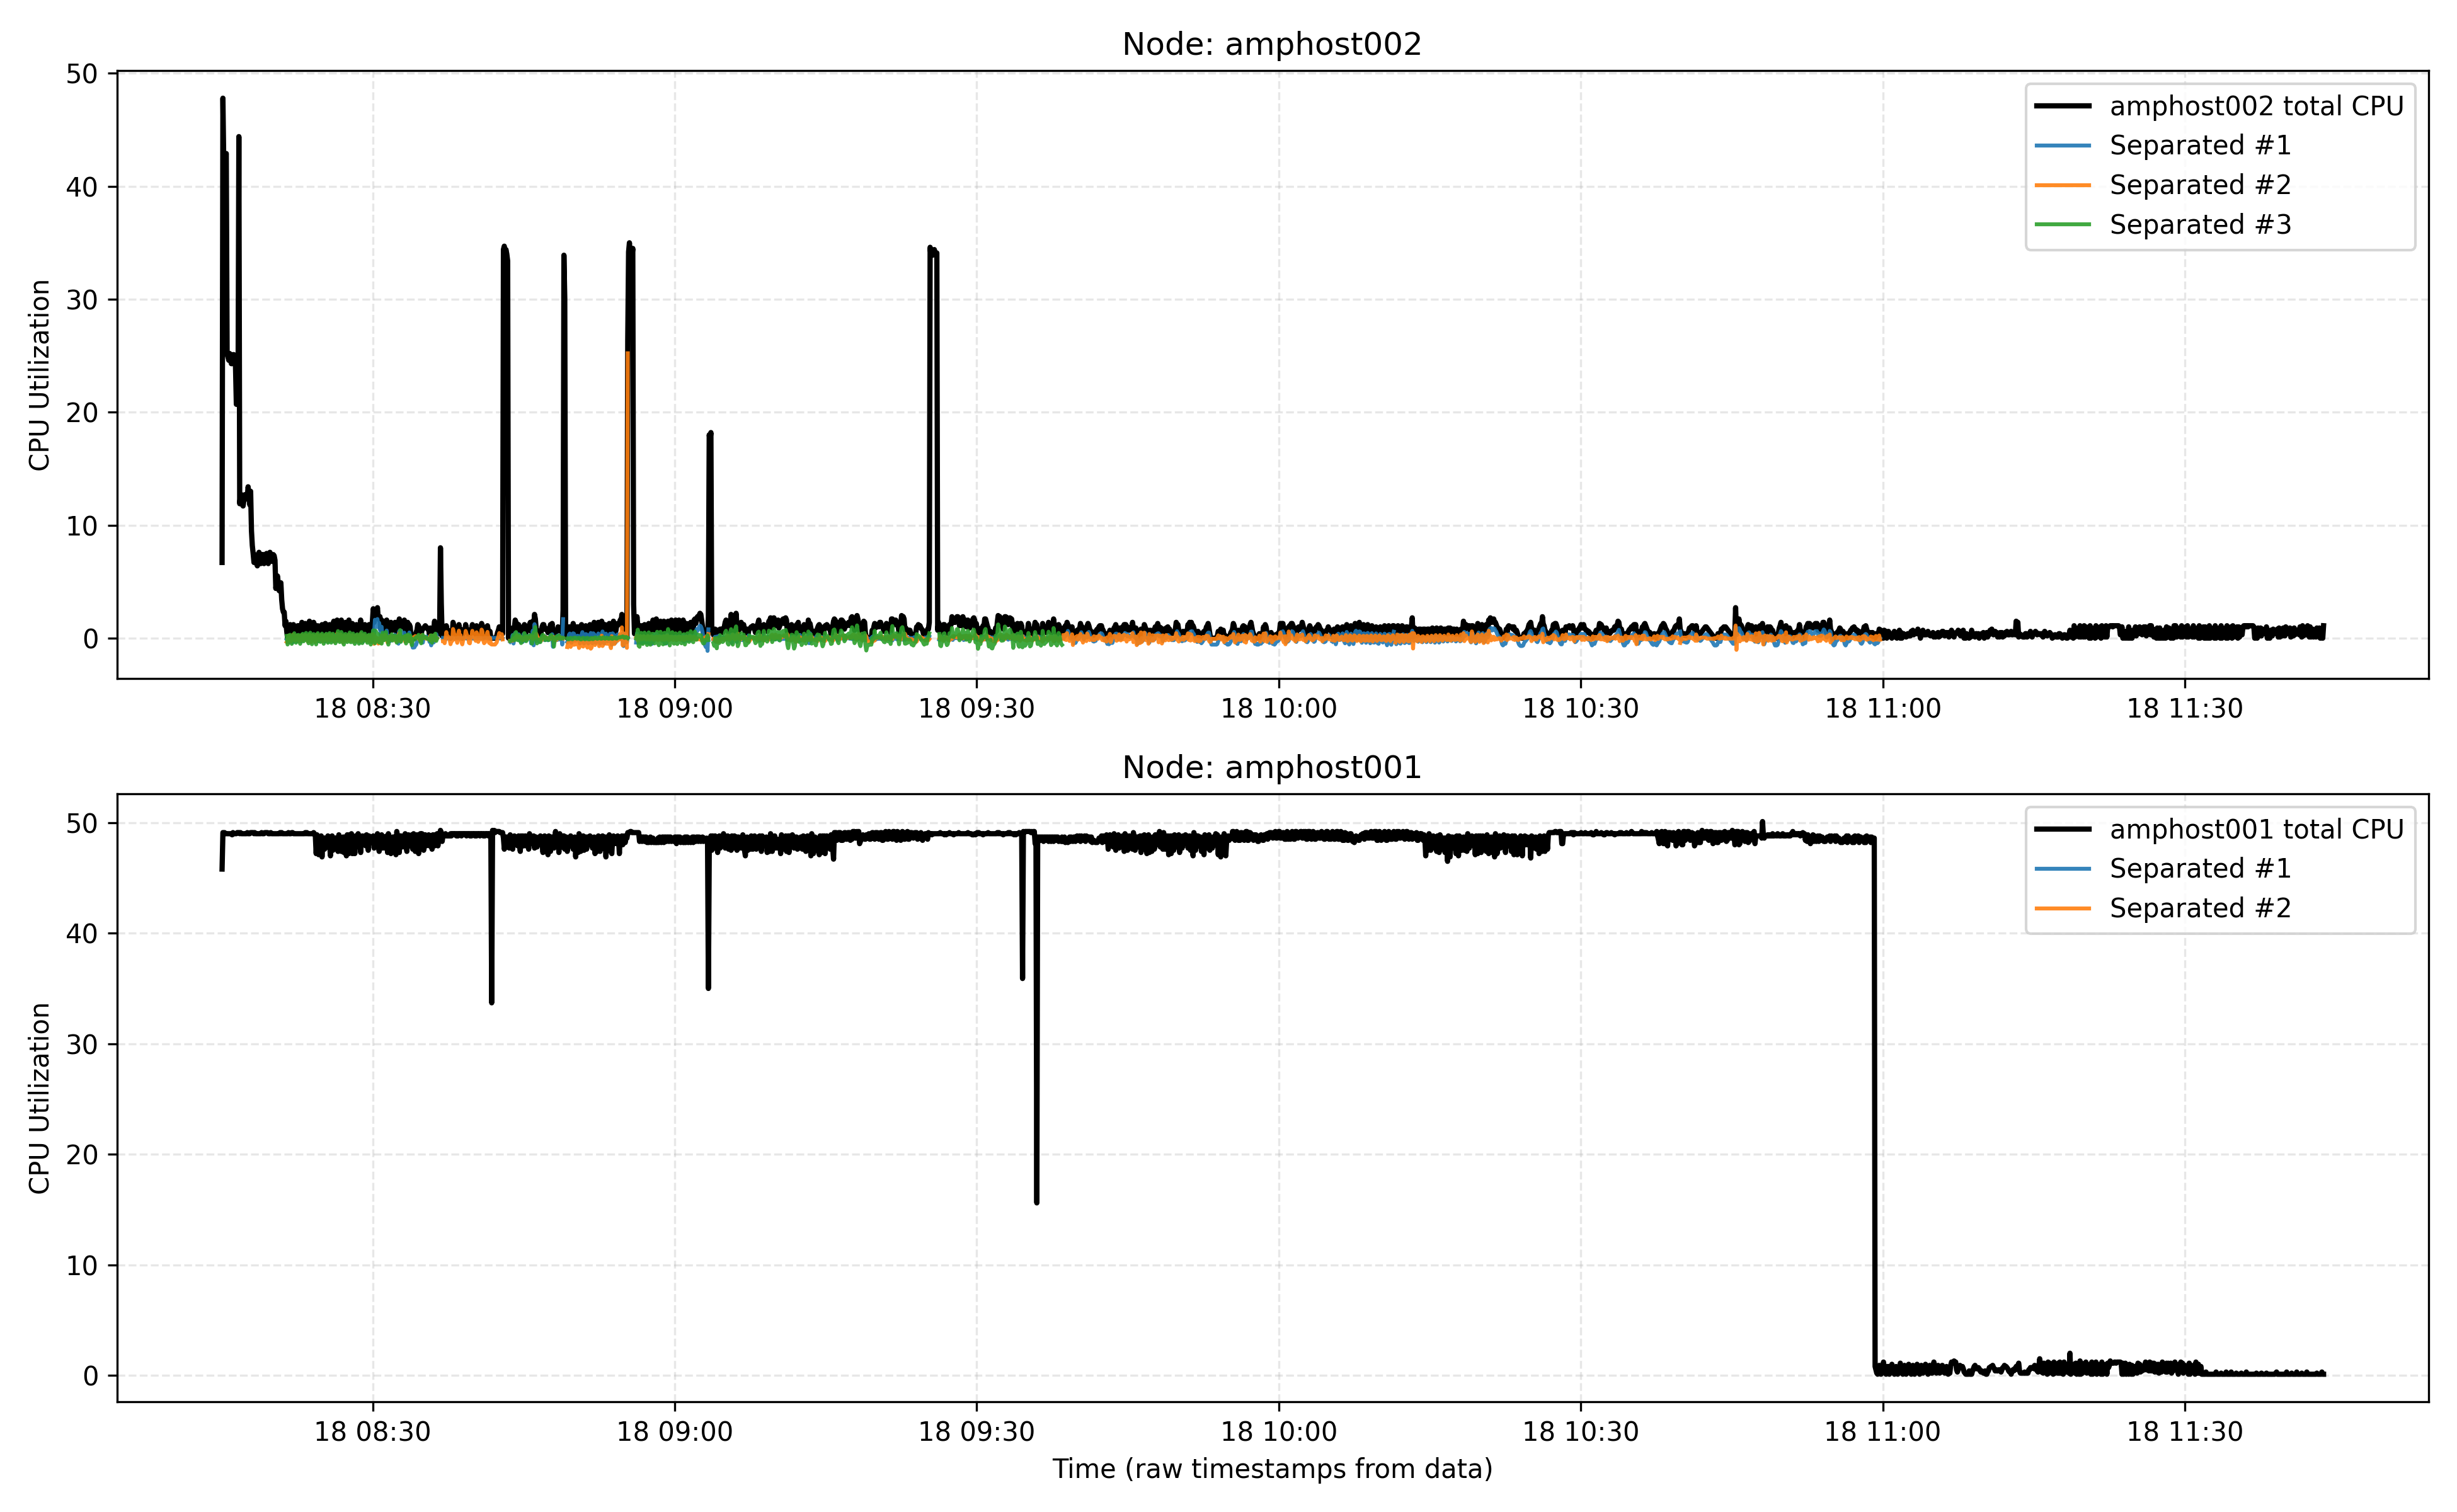 Node: amphost002
50
40
30
20
10
0
CPU Utilization
amphost002 total CPU
Separated #1
Separated #2
Separated #3
18 08:30
18 09:00
18 09:30
18 10:00
18 10:30
18 11:00
18 11:30
Node: amphost001
50
40
30
20
10
0
CPU Utilization
amphost001 total CPU
Separated #1
Separated #2
18 08:30
18 09:00
18 09:30
18 10:00
18 10:30
18 11:00
18 11:30
Time (raw timestamps from data)